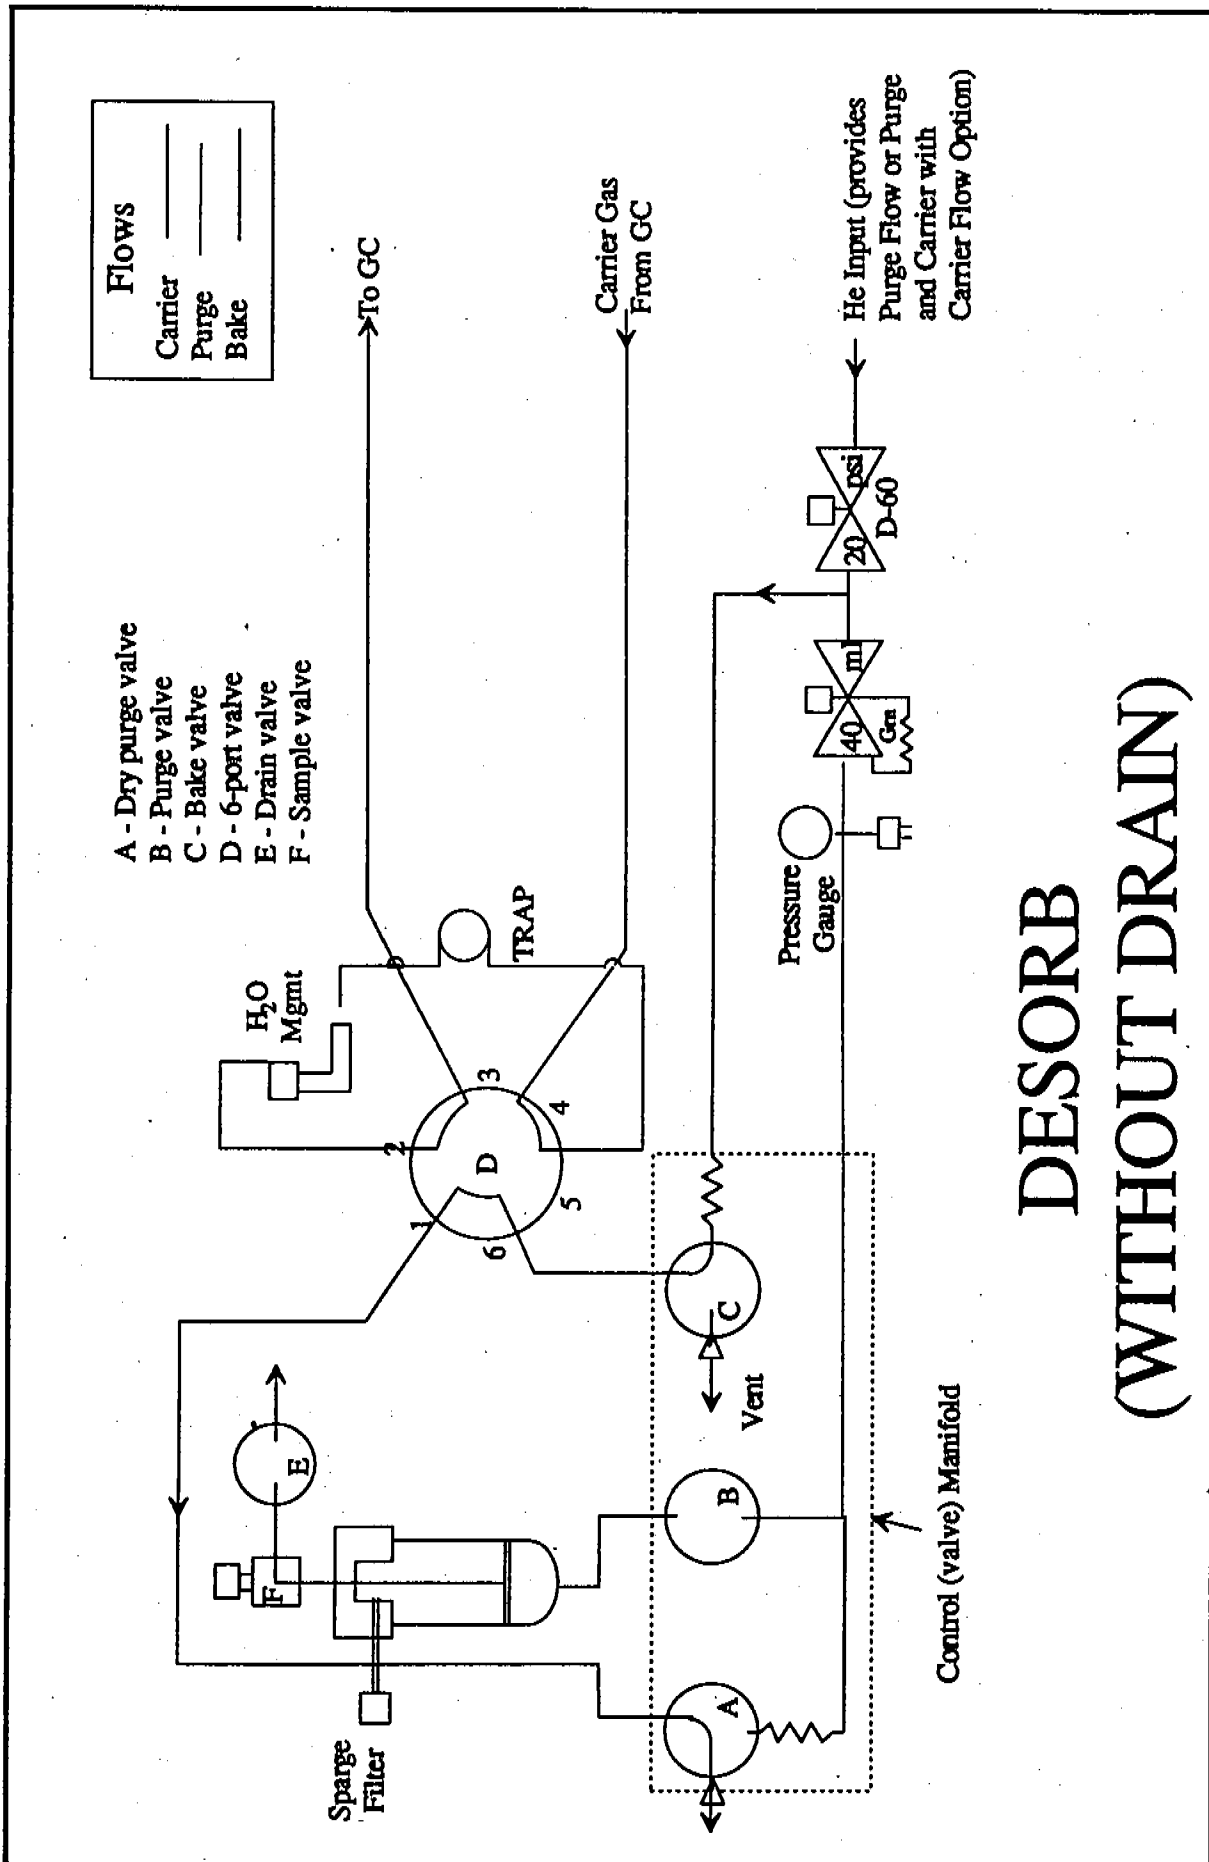 Flows
Carrier
Purge
Bake
A - Dry purge valve
B - Purge valve
C - Bake valve
D - 6-port valve
E - Drain valve
F - Sample valve
To GC
Carrier Gas
From GC
He Input (provides
Purge Flow or Purge
and Carrier with
Carrier Flow Option)
H₂O
Mgmt
TRAP
1
2
3
4
5
6
D
E
F
Sparge
Filter
A
B
C
Vent
20
psi
D-60
40
ml
Grn
Pressure
Gauge
Control (valve) Manifold
DESORB
(WITHOUT DRAIN)